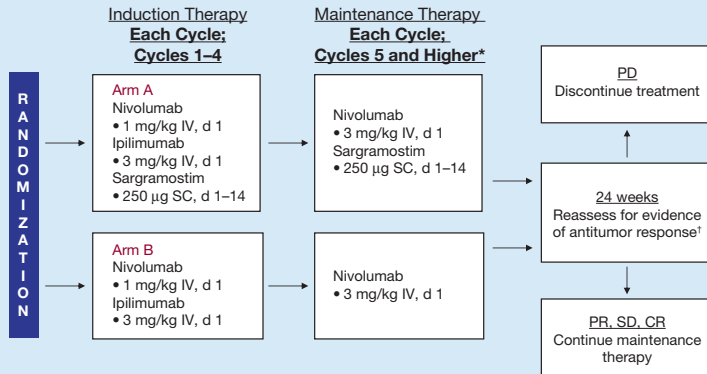 RANDOMIZATION
Induction Therapy
Each Cycle;
Cycles 1–4
Maintenance Therapy
Each Cycle;
Cycles 5 and Higher*
Arm A
Nivolumab
• 1 mg/kg IV, d 1
Ipilimumab
• 3 mg/kg IV, d 1
Sargramostim
• 250 µg SC, d 1–14
Nivolumab
• 3 mg/kg IV, d 1
Sargramostim
• 250 µg SC, d 1–14
Arm B
Nivolumab
• 1 mg/kg IV, d 1
Ipilimumab
• 3 mg/kg IV, d 1
Nivolumab
• 3 mg/kg IV, d 1
PD
Discontinue treatment
24 weeks
Reassess for evidence
of antitumor response†
PR, SD, CR
Continue maintenance
therapy